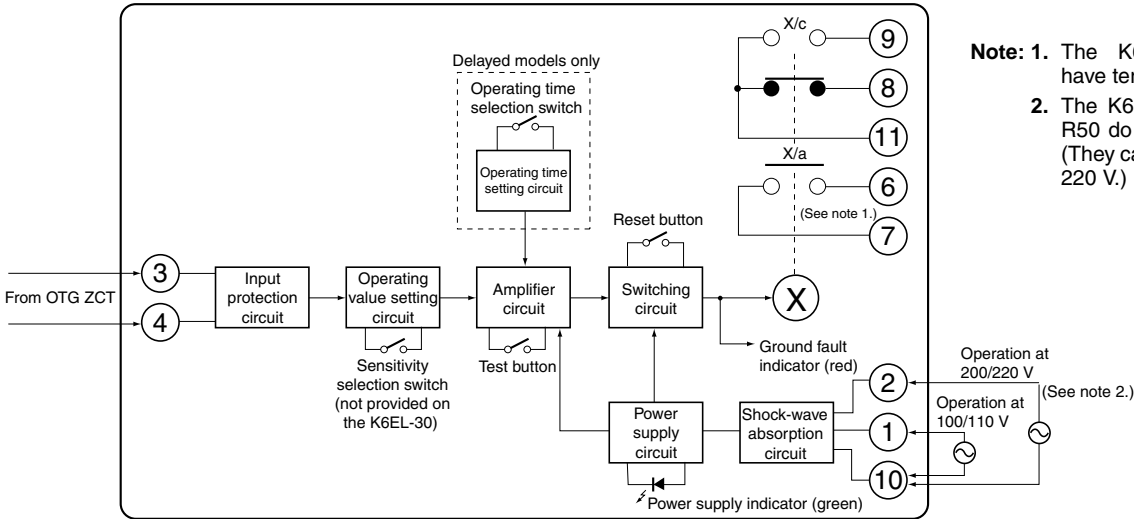 X/c
9
8
11
X/a
6
(See note 1.)
7
Note: 1. The
have
2. The
R50 do
(They
220 V.)
Delayed models only
Operating time
selection switch
Operating time
setting circuit
Reset button
From OTG ZCT
3
4
Input
protection
circuit
Operating
value setting
circuit
Amplifier
circuit
Switching
circuit
X
Sensitivity
selection switch
(not provided on
the K6EL-30)
Test button
Ground fault
indicator (red)
Power
supply
circuit
Shock-wave
absorption
circuit
2
1
10
Operation at
200/220 V
(See note 2.)
Operation at
100/110 V
Power supply indicator (green)